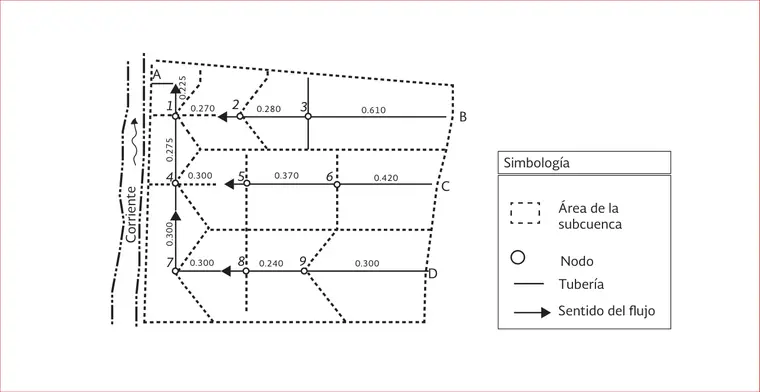 A
0.225
1
0.270
2
0.280
3
0.610
B
0.275
4
0.300
5
0.370
6
0.420
C
Corriente
0.300
7
0.300
8
0.240
9
0.300
D
Simbología
Área de la
subcuenca
Nodo
Tubería
Sentido del flujo